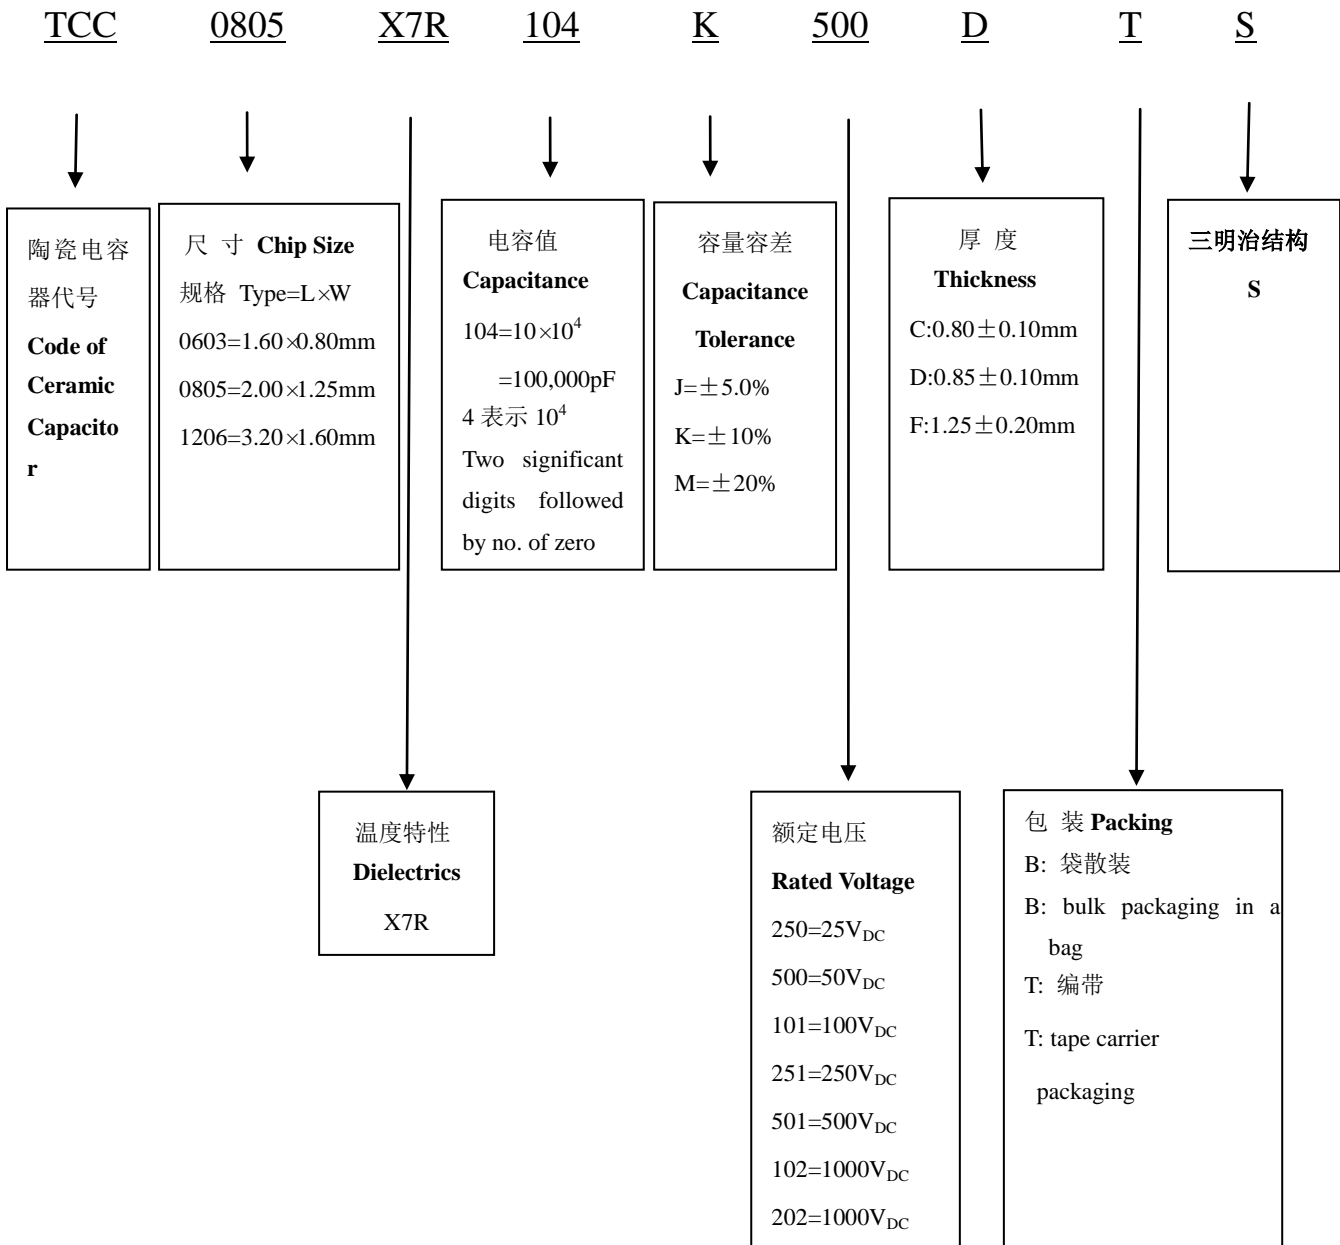 TCC 0805 X7R 104 K 500 D T S
陶瓷电容
器代号
Code of
Ceramic
Capacito
r
尺 寸 Chip Size
规格 Type=L×W
0603=1.60×0.80mm
0805=2.00×1.25mm
1206=3.20×1.60mm
电容值
Capacitance
104=10×10⁴
=100,000pF
4 表示 10⁴
Two significant
digits followed
by no. of zero
容量容差
Capacitance
Tolerance
J=±5.0%
K=±10%
M=±20%
厚 度
Thickness
C:0.80±0.10mm
D:0.85±0.10mm
F:1.25±0.20mm
三明治结构
S
温度特性
Dielectrics
X7R
额定电压
Rated Voltage
250=25V_DC
500=50V_DC
101=100V_DC
251=250V_DC
501=500V_DC
102=1000V_DC
202=1000V_DC
包 装 Packing
B: 袋散装
B: bulk packaging in a
bag
T: 编带
T: tape carrier
packaging